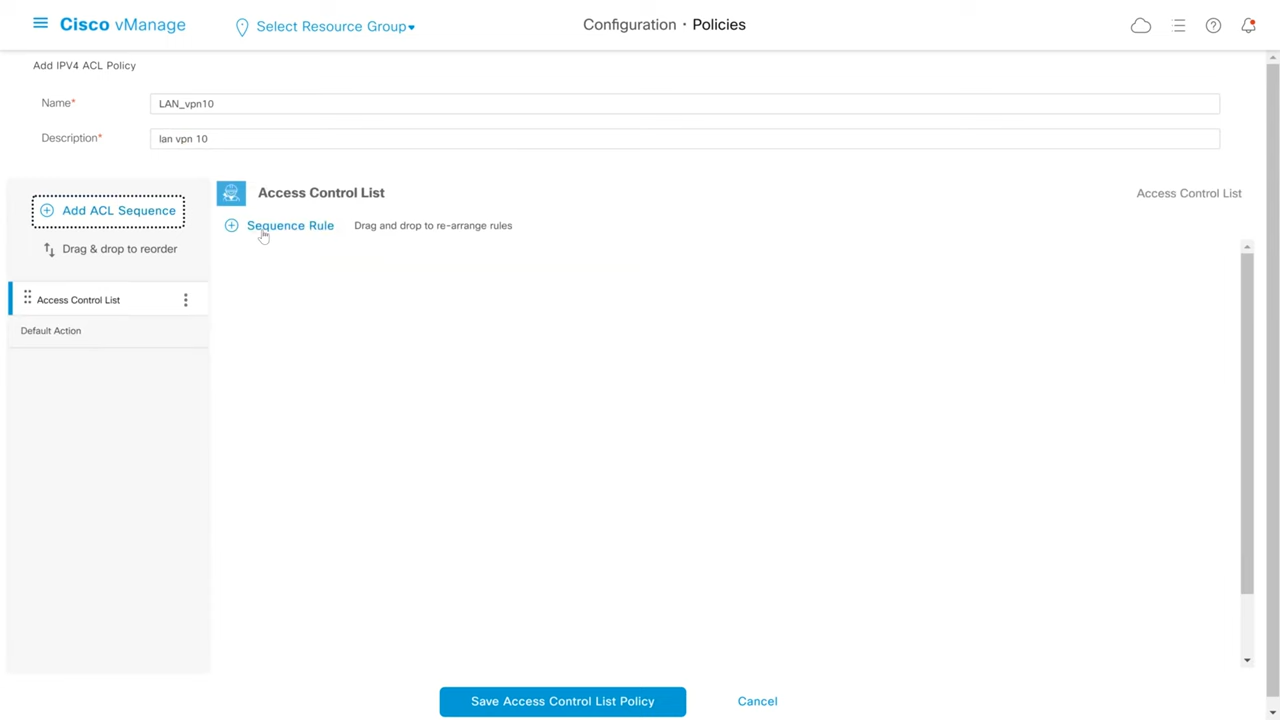 Cisco vManage
Select Resource Group
Configuration · Policies
Add IPV4 ACL Policy
Name*
LAN_vpn10
Description*
lan vpn 10
Add ACL Sequence
Drag & drop to reorder
Access Control List
Default Action
Access Control List
Access Control List
Sequence Rule
Drag and drop to re-arrange rules
Save Access Control List Policy
Cancel